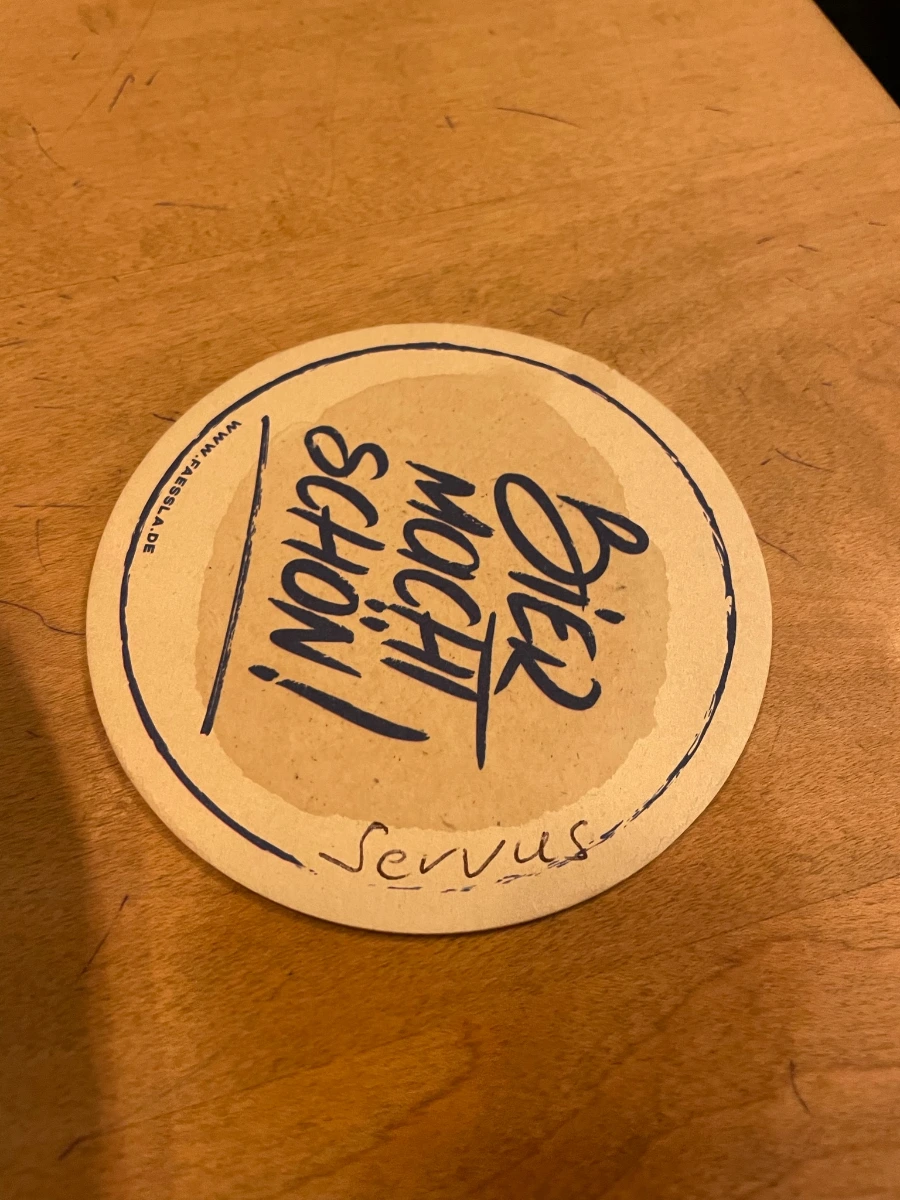 BIER
MACHT
SCHÖN!
WWW.FAESSLA.DE
Servus